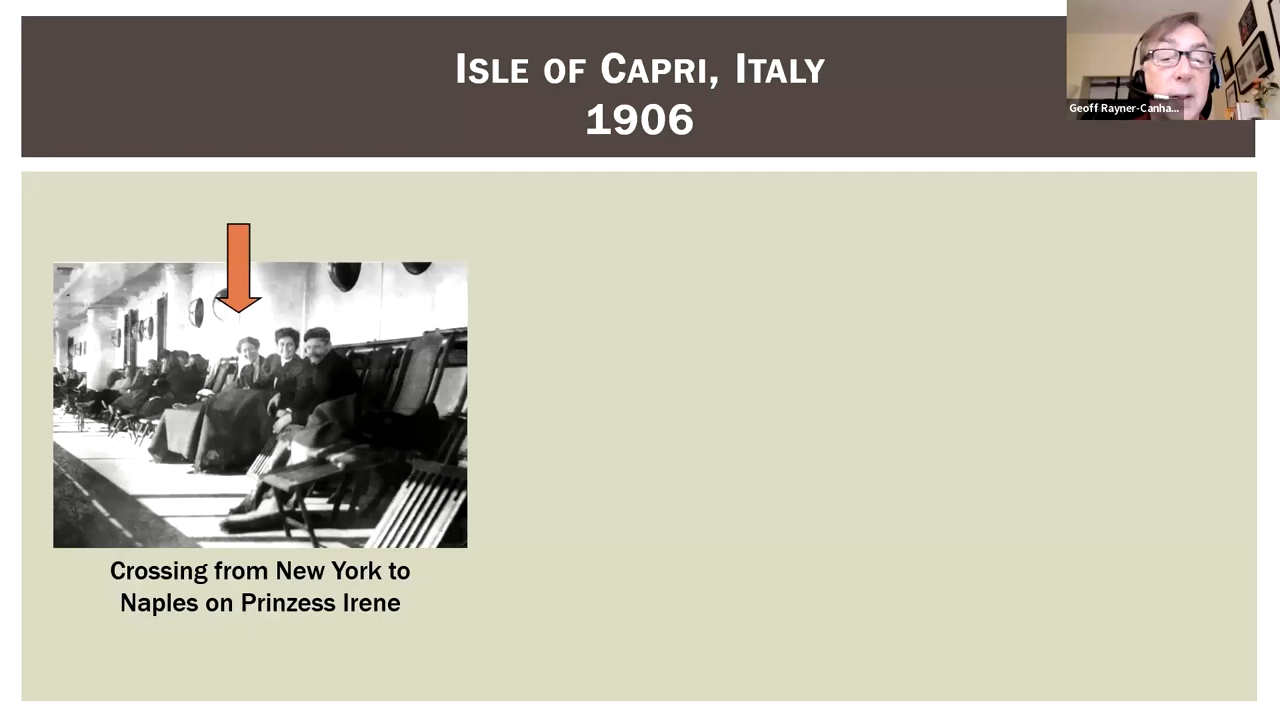 Isle of Capri, Italy
1906
Geoff Rayner-Canha...
Crossing from New York to
Naples on Prinzess Irene